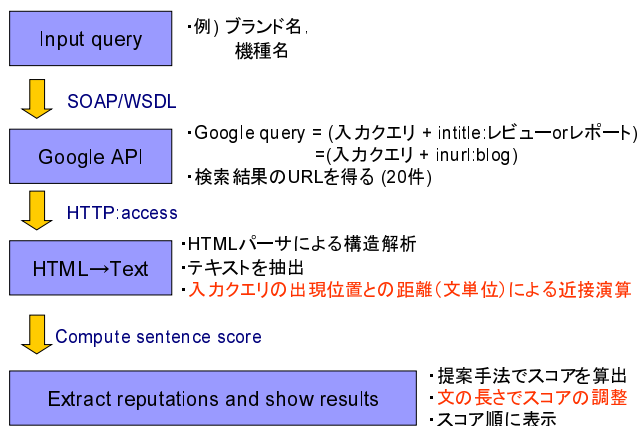 Input query
・例) ブランド名,
機種名
SOAP/WSDL
Google API
・Google query = (入力クエリ + intitle:レビューorレポート)
=(入力クエリ + inurl:blog)
・検索結果のURLを得る (20件)
HTTP:access
HTML→Text
・HTMLパーサによる構造解析
・テキストを抽出
・入力クエリの出現位置との距離(文単位)による近接演算
Compute sentence score
Extract reputations and show results
・提案手法でスコアを算出
・文の長さでスコアの調整
・スコア順に表示